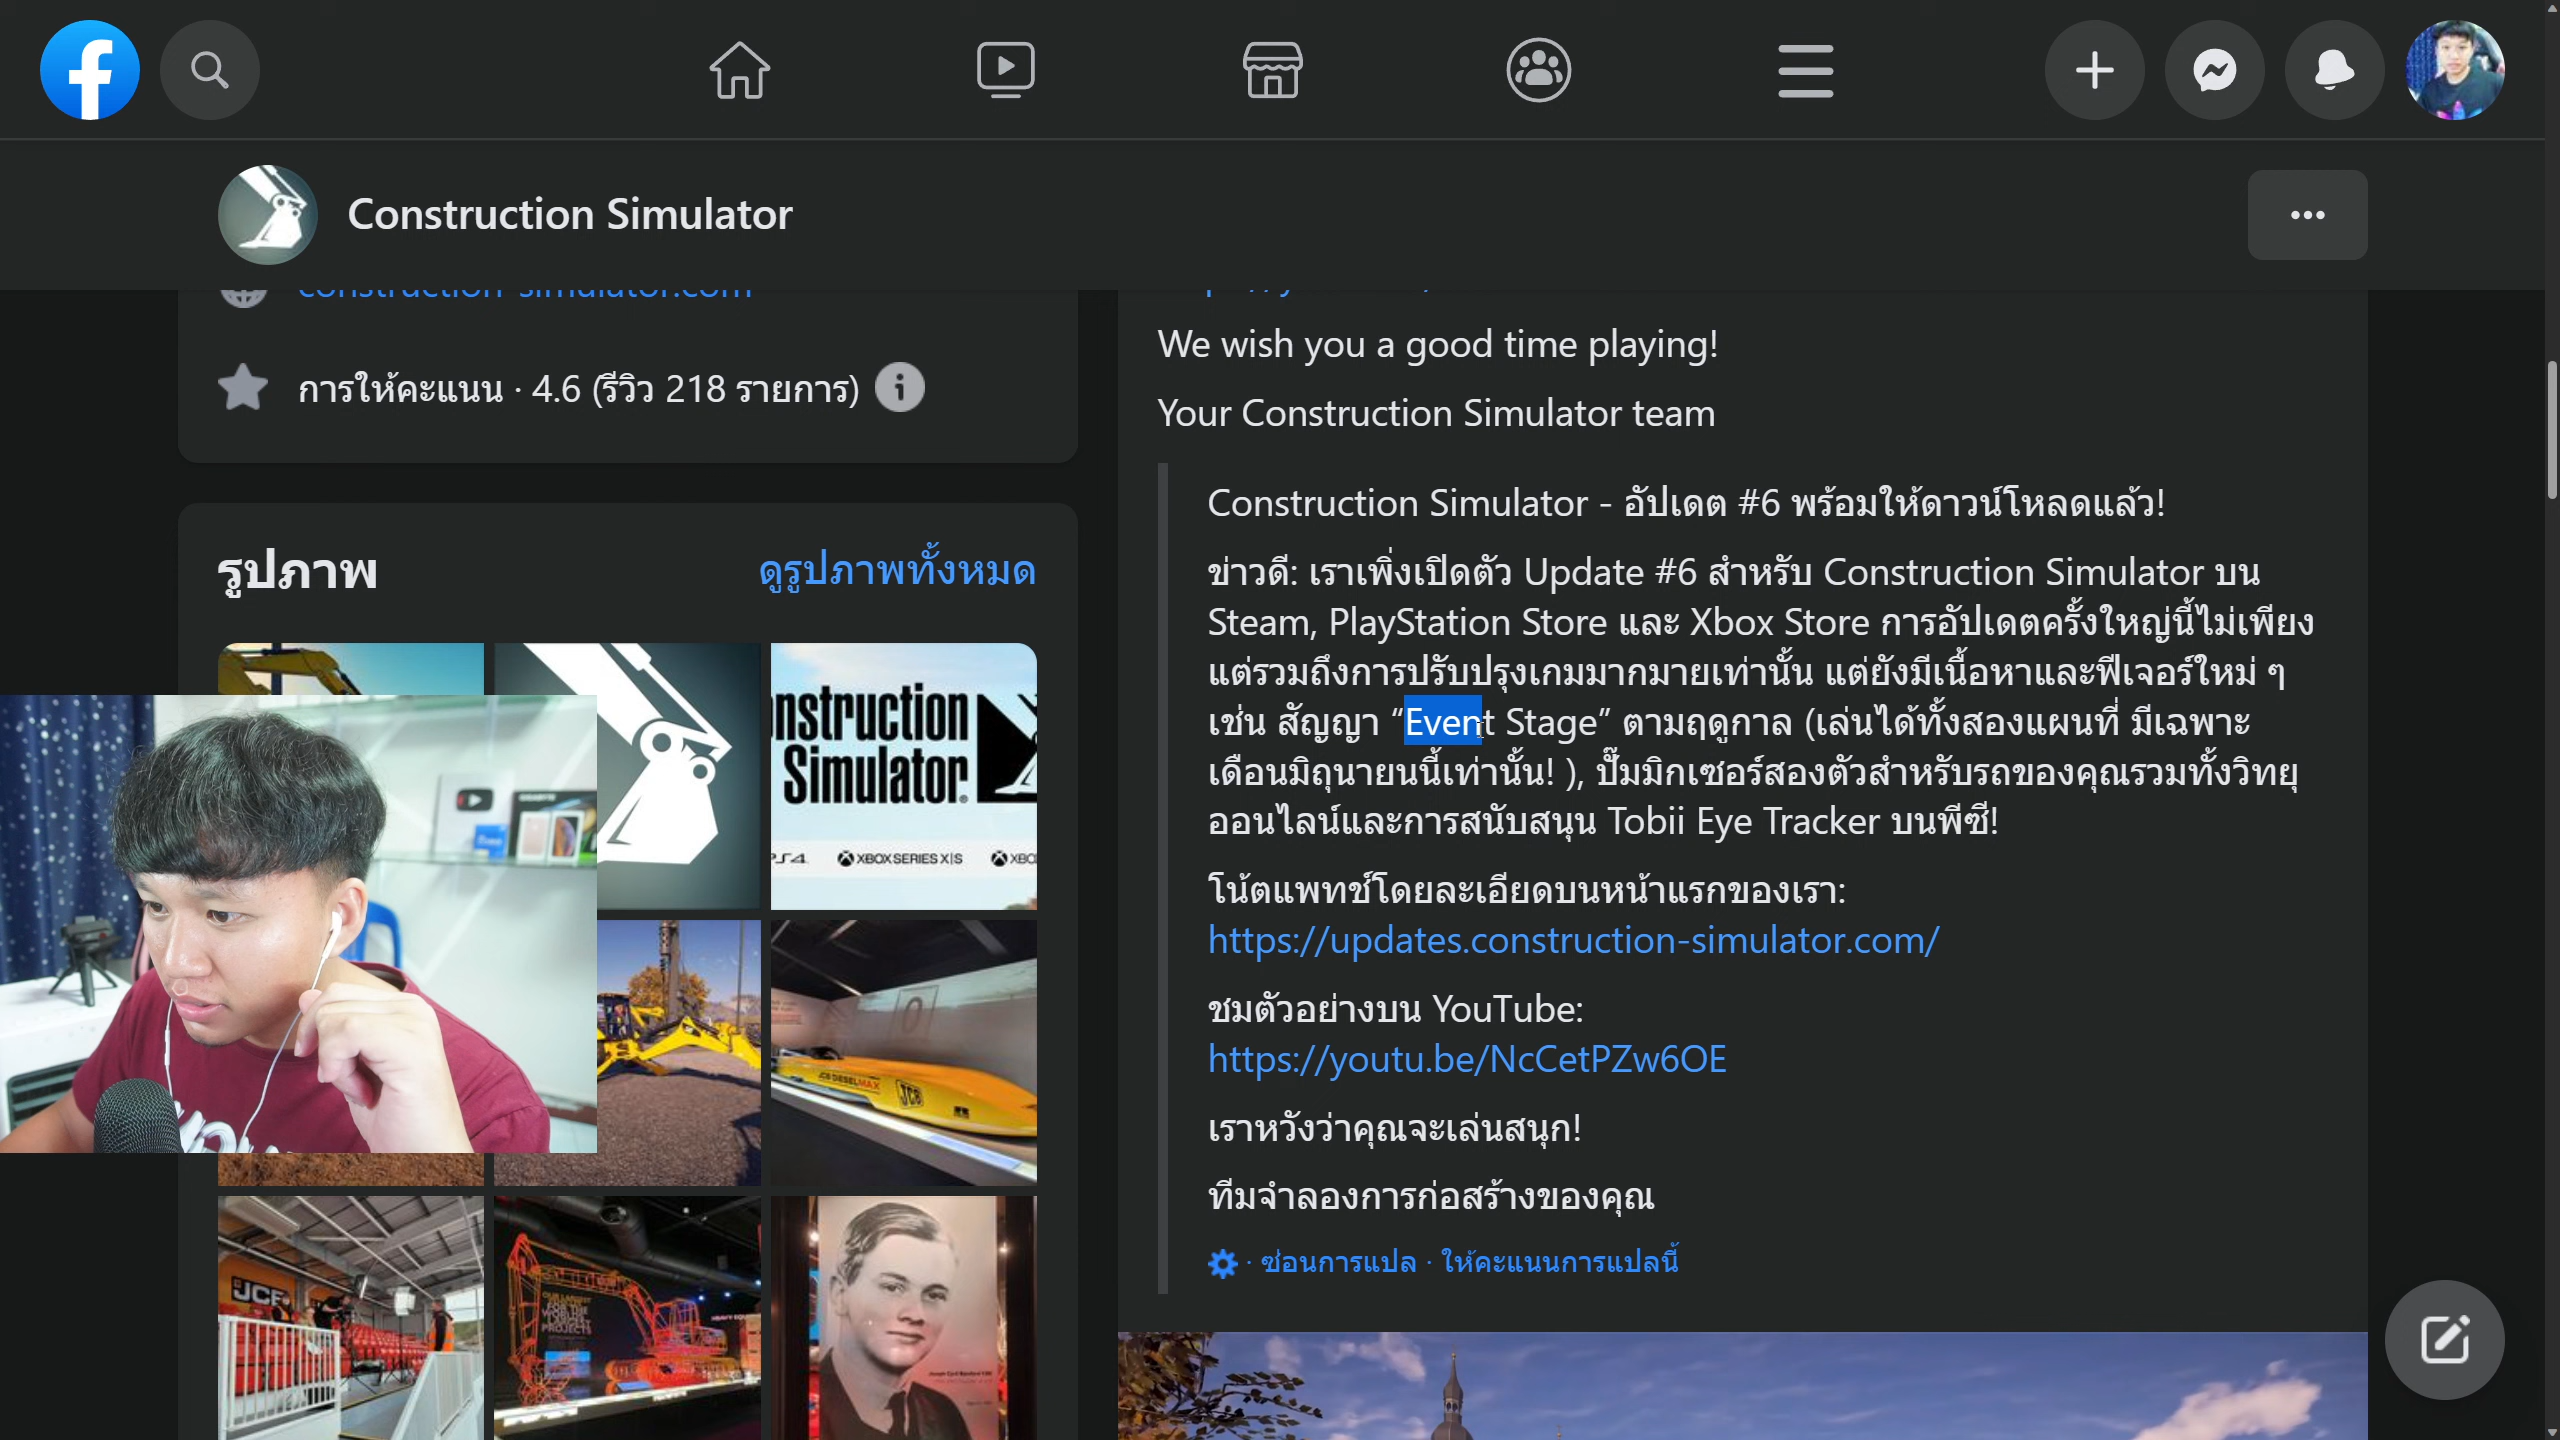 Construction Simulator
การให้คะแนน · 4.6 (รีวิว 218 รายการ)
รูปภาพ
ดูรูปภาพทั้งหมด
nstruction
Simulator
PS4
XBOX SERIES X|S
XBO
JCB DIESELMAX
JCB
JCB
We wish you a good time playing!
Your Construction Simulator team
Construction Simulator - อัปเดต #6 พร้อมให้ดาวน์โหลดแล้ว!
ข่าวดี: เราเพิ่งเปิดตัว Update #6 สำหรับ Construction Simulator บน
Steam, PlayStation Store และ Xbox Store การอัปเดตครั้งใหญ่นี้ไม่เพียง
แต่รวมถึงการปรับปรุงเกมมากมายเท่านั้น แต่ยังมีเนื้อหาและฟีเจอร์ใหม่ ๆ
เช่น สัญญา “Event Stage” ตามฤดูกาล (เล่นได้ทั้งสองแผนที่ มีเฉพาะ
เดือนมิถุนายนนี้เท่านั้น! ), ปั๊มมิกเซอร์สองตัวสำหรับรถของคุณรวมทั้งวิทยุ
ออนไลน์และการสนับสนุน Tobii Eye Tracker บนพีซี!
โน้ตแพทช์โดยละเอียดบนหน้าแรกของเรา:
https://updates.construction-simulator.com/
ชมตัวอย่างบน YouTube:
https://youtu.be/NcCetPZw6OE
เราหวังว่าคุณจะเล่นสนุก!
ทีมจำลองการก่อสร้างของคุณ
· ซ่อนการแปล · ให้คะแนนการแปลนี้